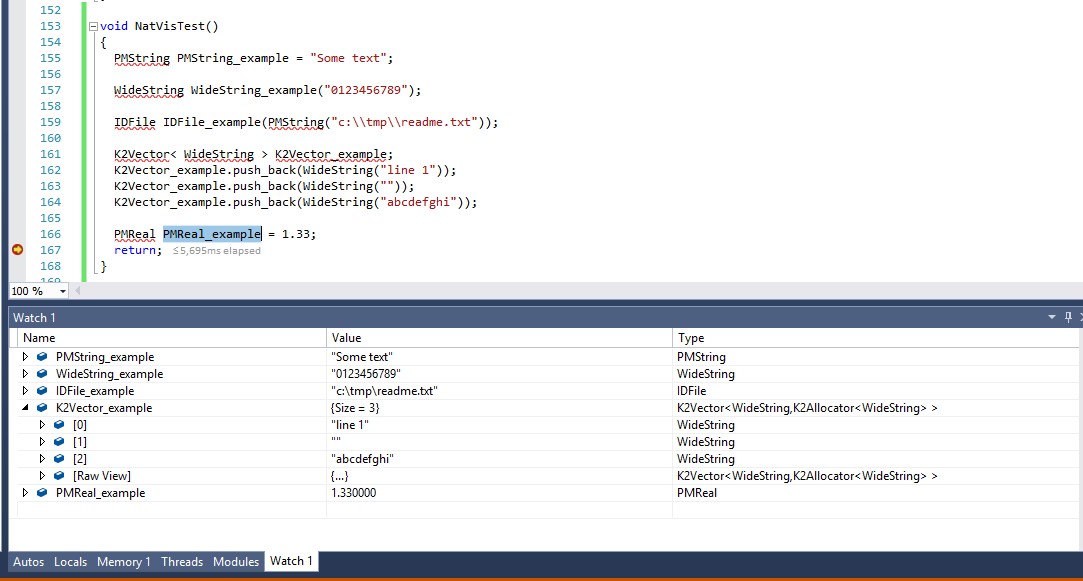 152
153 void NatVisTest()
154 {
155 PMString PMString_example = "Some text";
156
157 WideString WideString_example("0123456789");
158
159 IDFile IDFile_example(PMString("c:\\tmp\\readme.txt"));
160
161 K2Vector< WideString > K2Vector_example;
162 K2Vector_example.push_back(WideString("line 1"));
163 K2Vector_example.push_back(WideString(""));
164 K2Vector_example.push_back(WideString("abcdefghi"));
165
166 PMReal PMReal_example = 1.33;
167 return; ≤5,695ms elapsed
168 }
169
100 %
Watch 1
Name Value Type
PMString_example "Some text" PMString
WideString_example "0123456789" WideString
IDFile_example "c:\tmp\readme.txt" IDFile
K2Vector_example {Size = 3} K2Vector<WideString,K2Allocator<WideString> >
[0] "line 1" WideString
[1] "" WideString
[2] "abcdefghi" WideString
[Raw View] {...} K2Vector<WideString,K2Allocator<WideString> >
PMReal_example 1.330000 PMReal
Autos Locals Memory 1 Threads Modules Watch 1